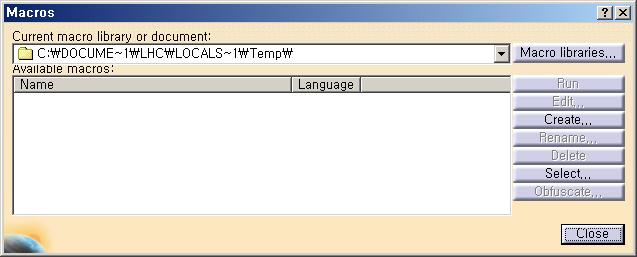 Macros
Current macro library or document:
C:₩DOCUME~1₩LHC₩LOCALS~1₩Temp₩
Macro libraries...
Available macros:
Name Language
Run
Edit...
Create...
Rename...
Delete
Select...
Obfuscate...
Close